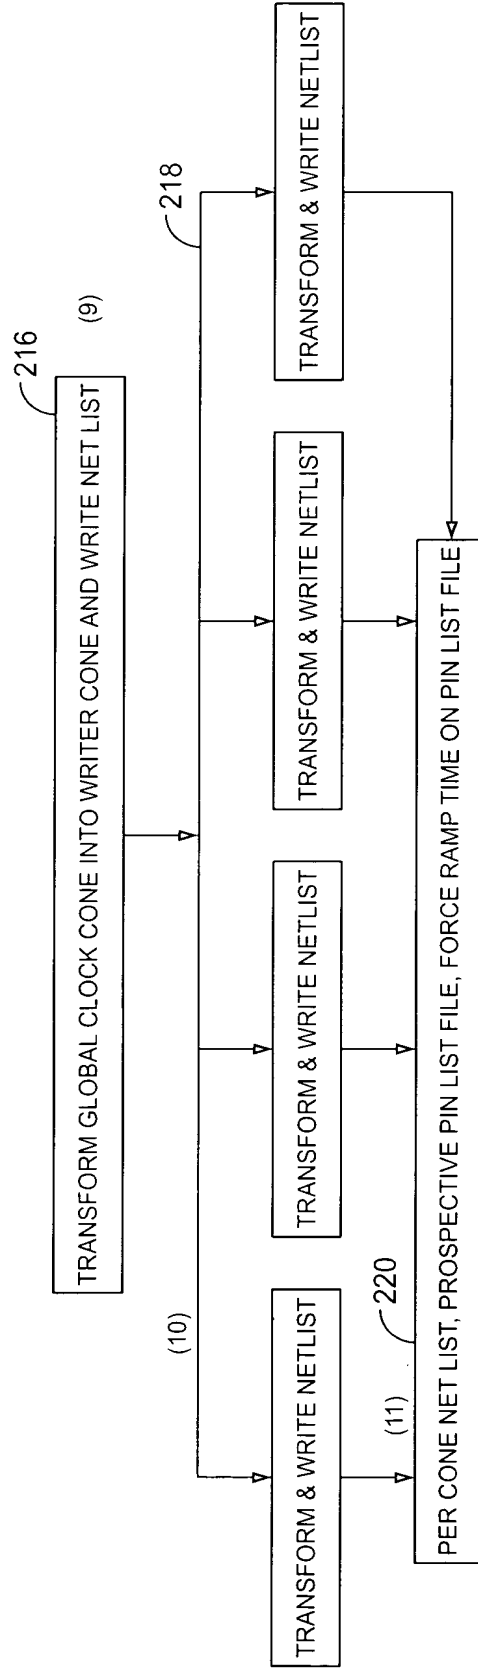 216
(9)
TRANSFORM GLOBAL CLOCK CONE INTO WRITER CONE AND WRITE NET LIST
218
(10)
TRANSFORM & WRITE NETLIST
TRANSFORM & WRITE NETLIST
TRANSFORM & WRITE NETLIST
TRANSFORM & WRITE NETLIST
(11)
220
PER CONE NET LIST, PROSPECTIVE PIN LIST FILE, FORCE RAMP TIME ON PIN LIST FILE